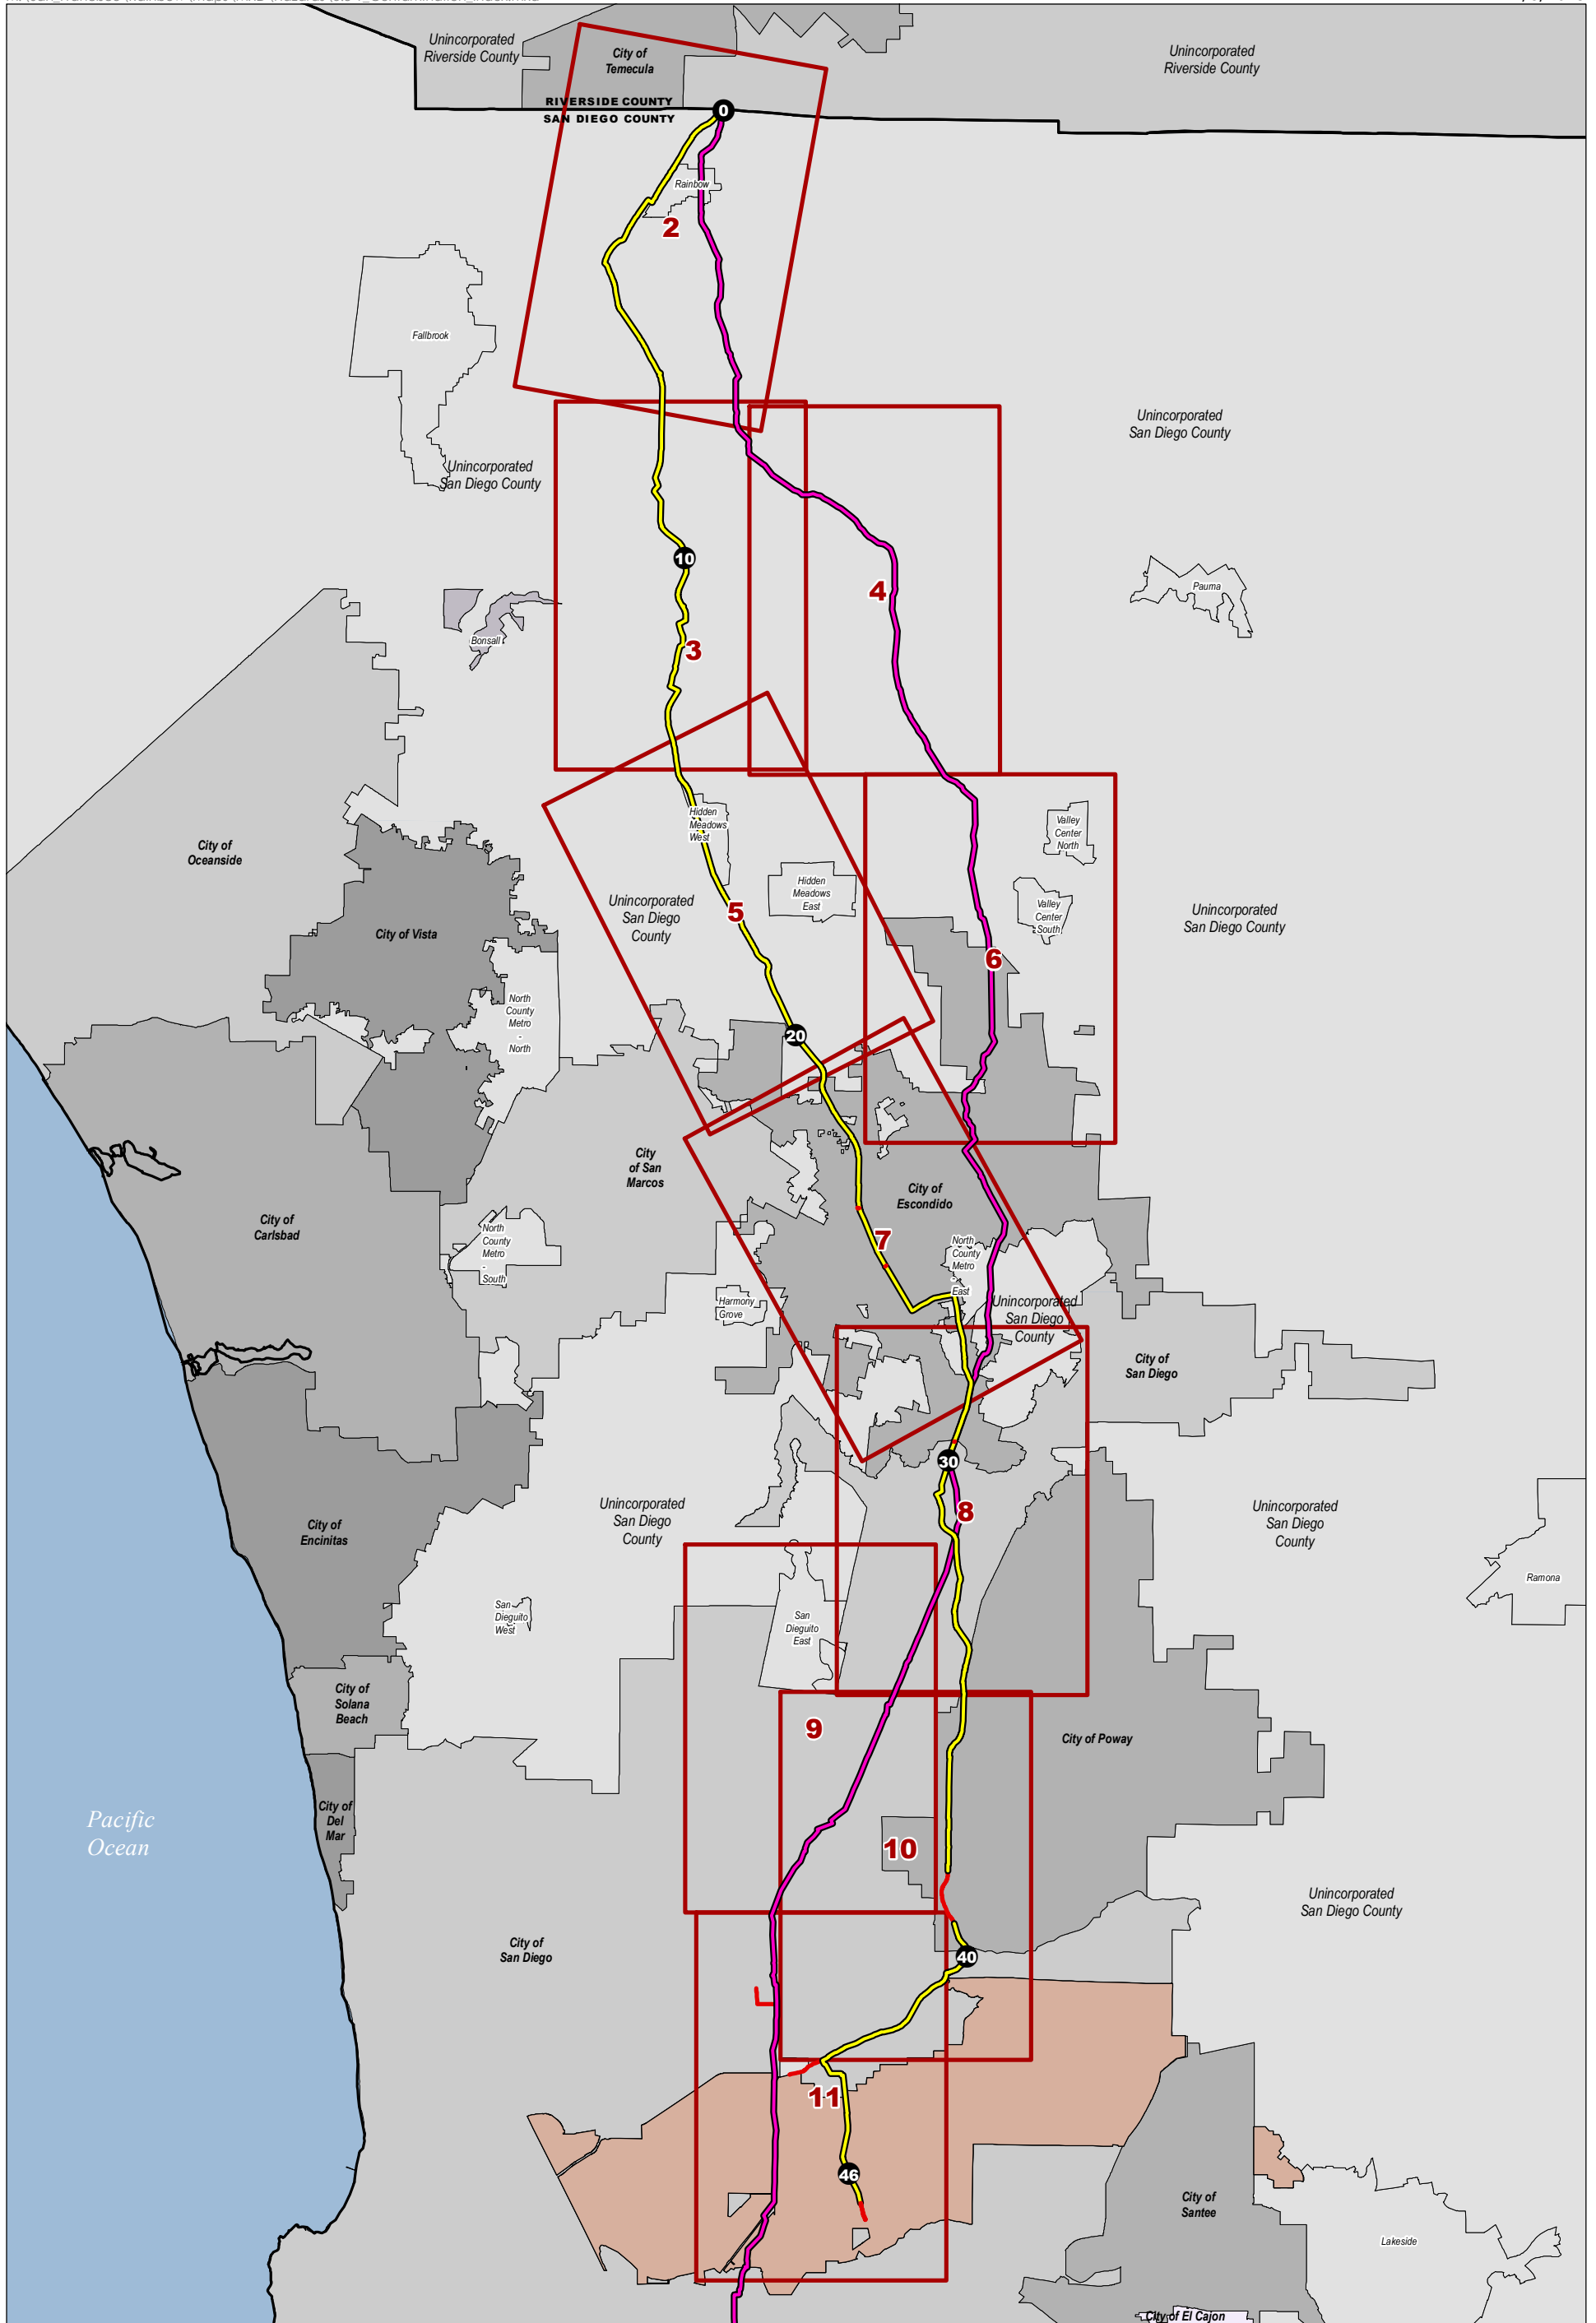 Unincorporated
Riverside County
City of
Temecula
Unincorporated
Riverside County
RIVERSIDE COUNTY
SAN DIEGO COUNTY
0
Rainbow
2
Fallbrook
Unincorporated
San Diego County
Unincorporated
San Diego County
10
4
Pauma
Bonsall
3
Hidden
Meadows
West
Valley
Center
North
City of
Oceanside
Hidden
Meadows
East
Valley
Center
South
Unincorporated
San Diego
County
5
Unincorporated
San Diego County
City of Vista
6
North
County
Metro
-
North
20
City
of San
Marcos
City of
Escondido
City of
Carlsbad
North
County
Metro
-
South
7
North
County
Metro
-
East
Harmony
Grove
Unincorporated
San Diego
County
City of
San Diego
30
8
Unincorporated
San Diego
County
Unincorporated
San Diego
County
City of
Encinitas
Ramona
San
Dieguito
West
San
Dieguito
East
City of
Solana
Beach
9
City of Poway
Pacific
Ocean
City of
Del
Mar
10
Unincorporated
San Diego County
City of
San Diego
40
11
46
City of
Santee
Lakeside
City of El Cajon